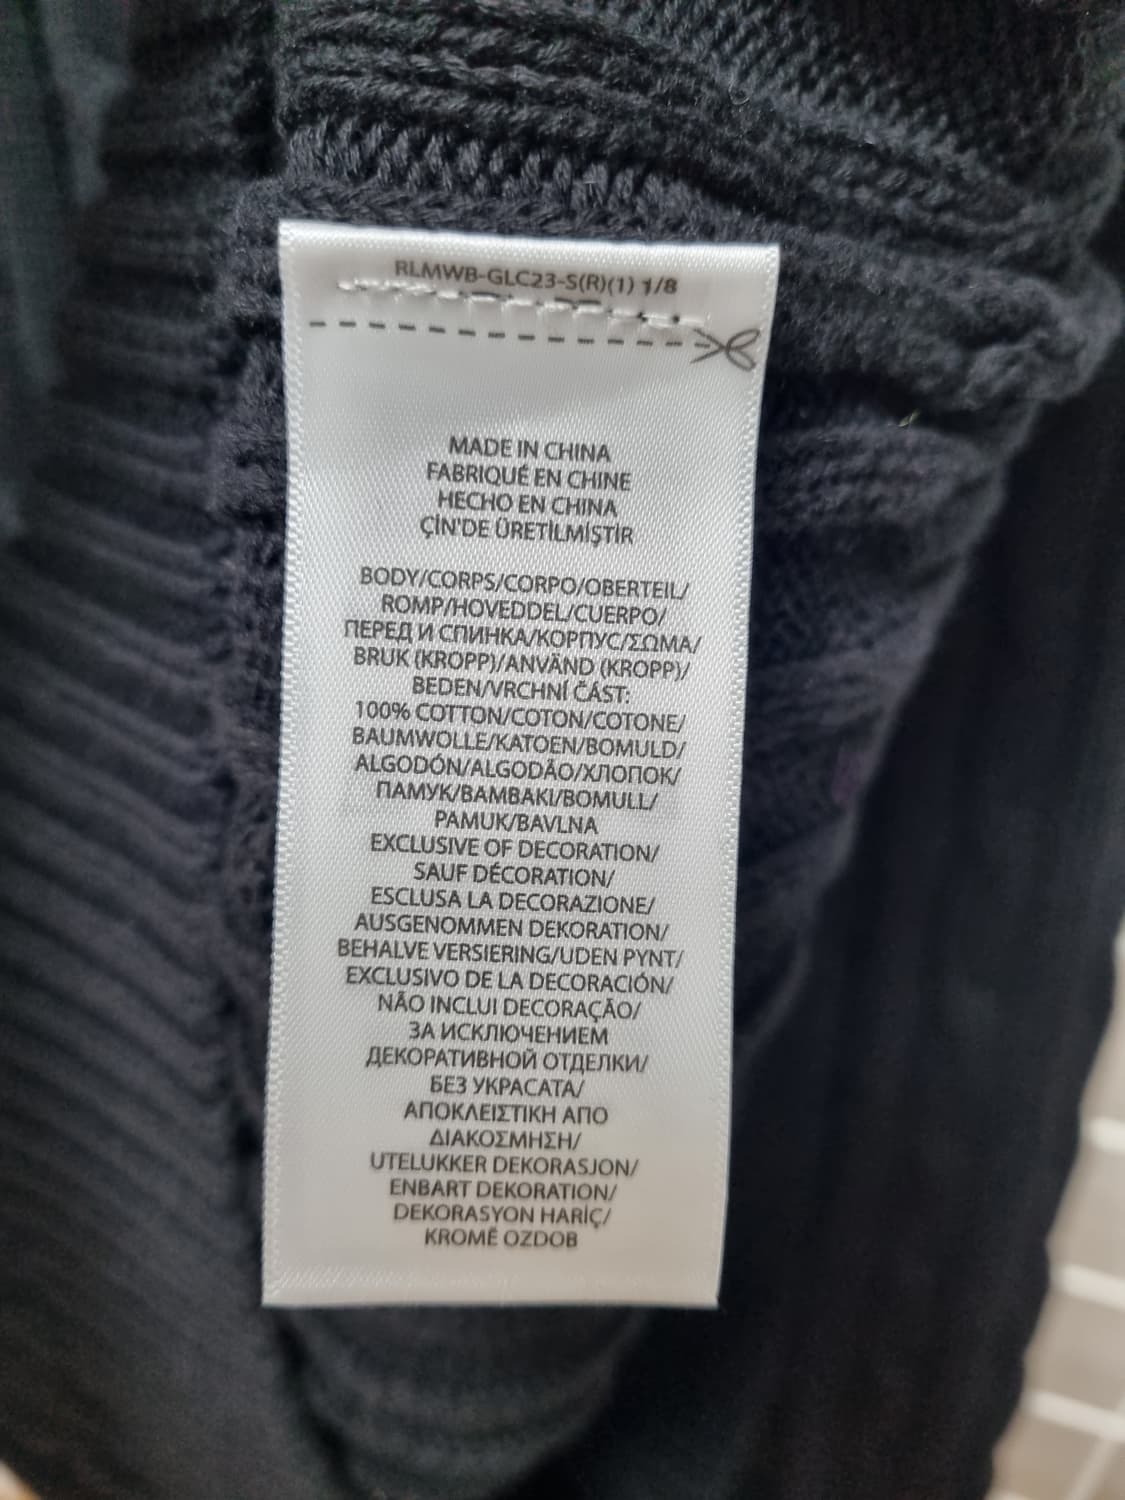 RLMWB-GLC23-S(R)(1) 1/8
MADE IN CHINA
FABRIQUÉ EN CHINE
HECHO EN CHINA
ÇİN'DE ÜRETİLMİŞTİR
BODY/CORPS/CORPO/OBERTEIL/
ROMP/HOVEDDEL/CUERPO/
ПЕРЕД И СПИНКА/КОРПУС/ΣΩΜΑ/
BRUK (KROPP)/ANVÄND (KROPP)/
BEDEN/VRCHNÍ ČÁST:
100% COTTON/COTON/COTONE/
BAUMWOLLE/KATOEN/BOMULD/
ALGODÓN/ALGODÃO/ХЛОПОК/
ПАМУК/ΒΑΜΒΑΚΙ/BOMULL/
PAMUK/BAVLNA
EXCLUSIVE OF DECORATION/
SAUF DÉCORATION/
ESCLUSA LA DECORAZIONE/
AUSGENOMMEN DEKORATION/
BEHALVE VERSIERING/UDEN PYNT/
EXCLUSIVO DE LA DECORACIÓN/
NÃO INCLUI DECORAÇÃO/
ЗА ИСКЛЮЧЕНИЕМ
ДЕКОРАТИВНОЙ ОТДЕЛКИ/
БЕЗ УКРАСАТА/
ΑΠΟΚΛΕΙΣΤΙΚΗ ΑΠΟ
ΔΙΑΚΟΣΜΗΣΗ/
UTELUKKER DEKORASJON/
ENBART DEKORATION/
DEKORASYON HARİÇ/
KROMĚ OZDOB